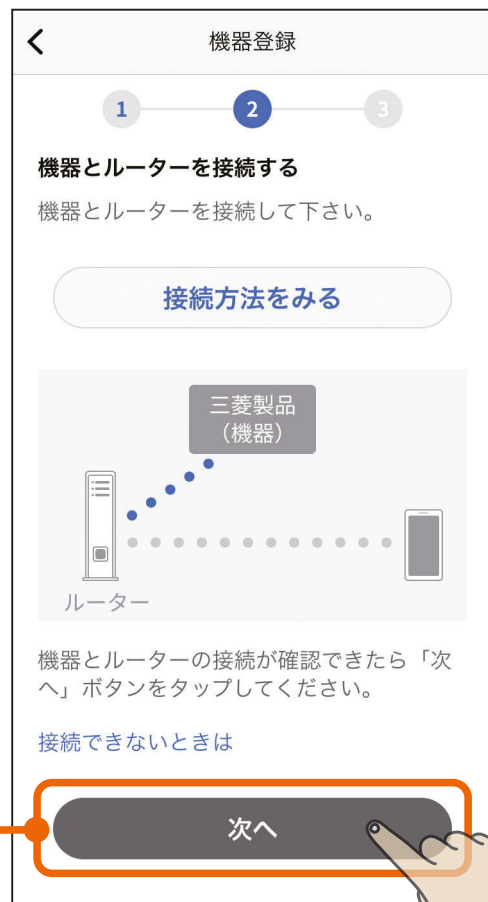 機器登録
1 2 3
機器とルーターを接続する
機器とルーターを接続して下さい。
接続方法をみる
三菱製品
（機器）
ルーター
機器とルーターの接続が確認できたら「次
へ」ボタンをタップしてください。
接続できないときは
次へ